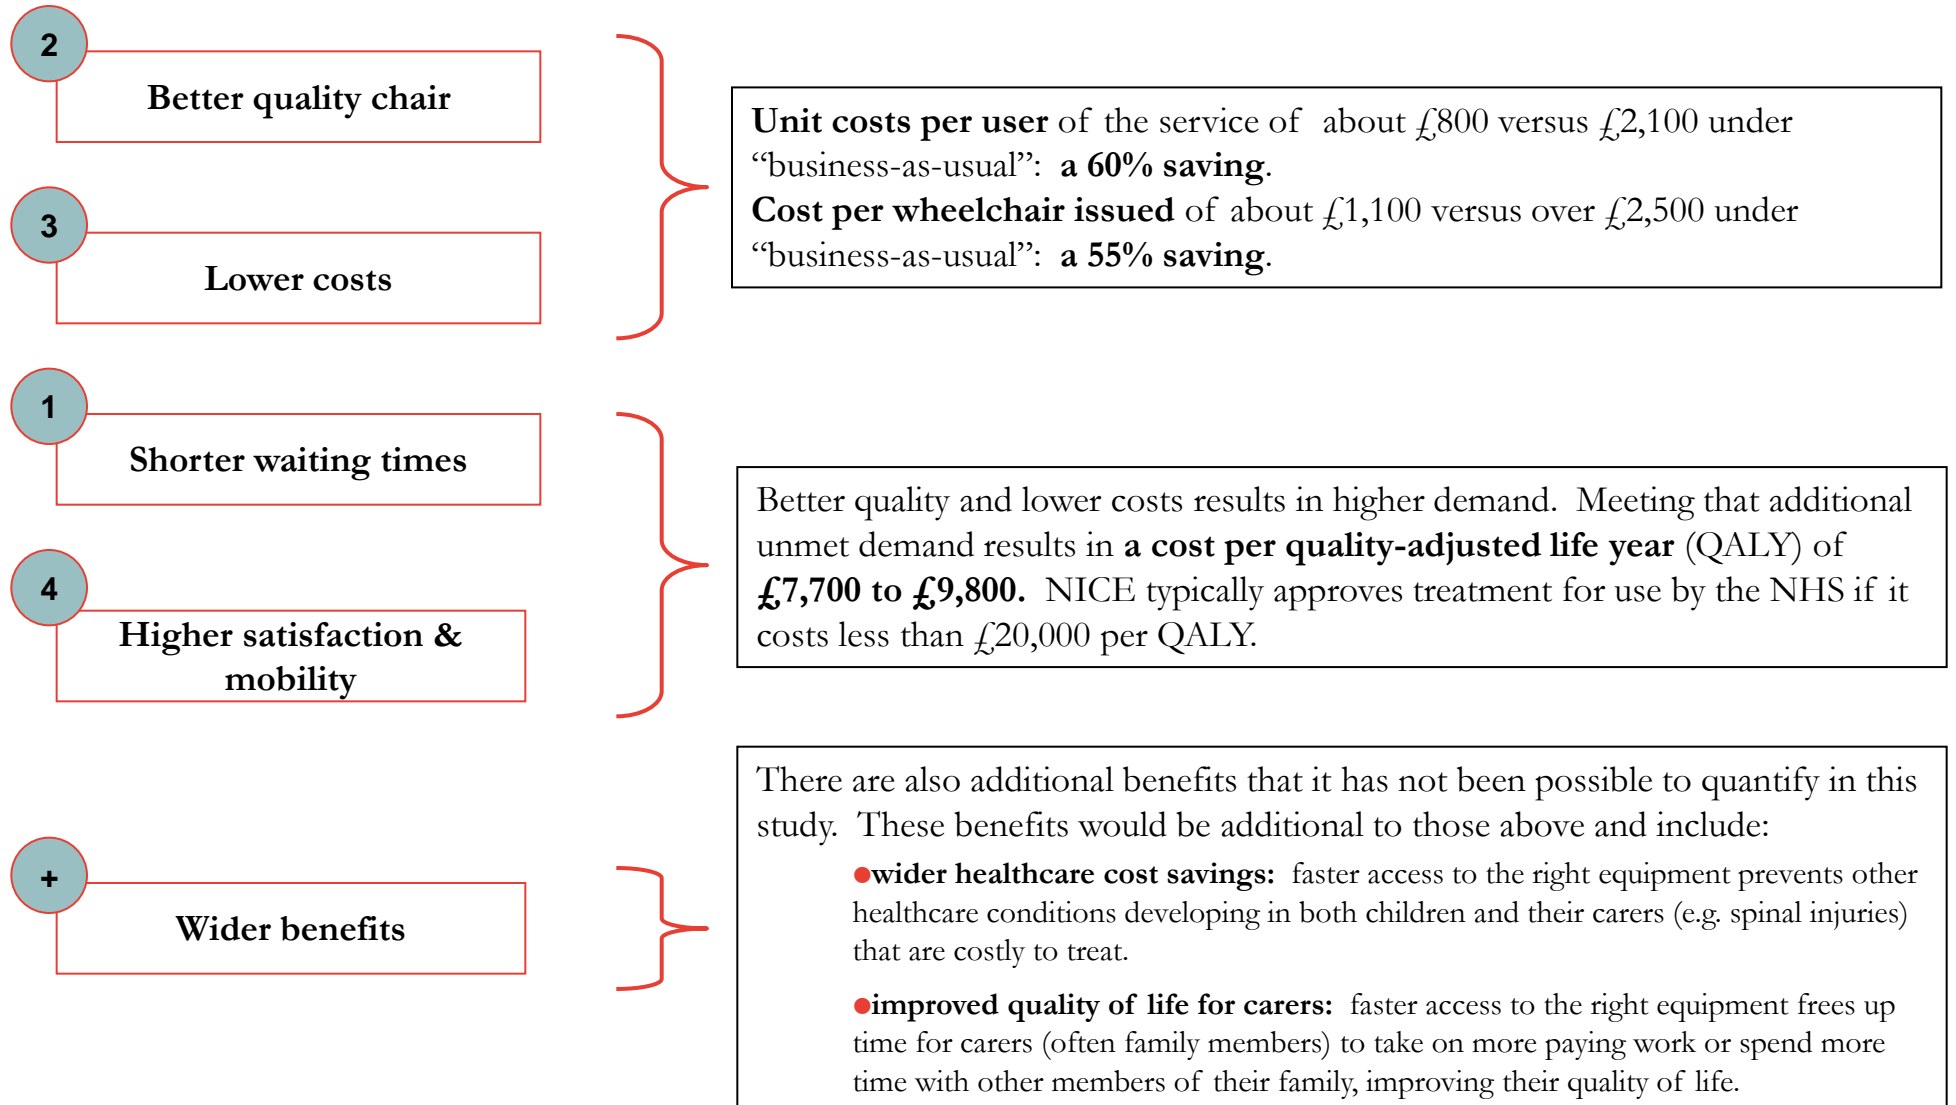 2
Better quality chair
3
Lower costs
Unit costs per user of the service of about £800 versus £2,100 under
“business-as-usual”: a 60% saving.
Cost per wheelchair issued of about £1,100 versus over £2,500 under
“business-as-usual”: a 55% saving.
1
Shorter waiting times
4
Higher satisfaction &
mobility
Better quality and lower costs results in higher demand. Meeting that additional
unmet demand results in a cost per quality-adjusted life year (QALY) of
£7,700 to £9,800. NICE typically approves treatment for use by the NHS if it
costs less than £20,000 per QALY.
+
Wider benefits
There are also additional benefits that it has not been possible to quantify in this
study. These benefits would be additional to those above and include:
●wider healthcare cost savings: faster access to the right equipment prevents other
healthcare conditions developing in both children and their carers (e.g. spinal injuries)
that are costly to treat.
●improved quality of life for carers: faster access to the right equipment frees up
time for carers (often family members) to take on more paying work or spend more
time with other members of their family, improving their quality of life.